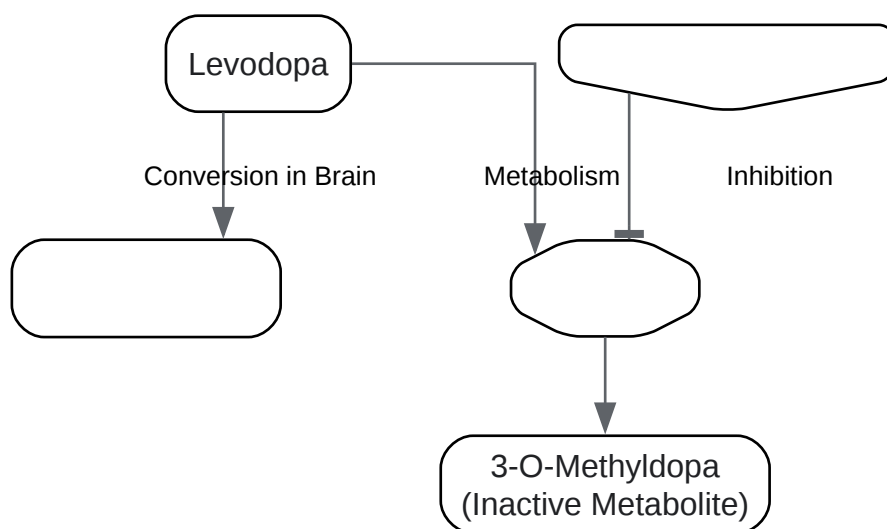 Levodopa
Conversion in Brain
Metabolism
Inhibition
3-O-Methyldopa
(Inactive Metabolite)